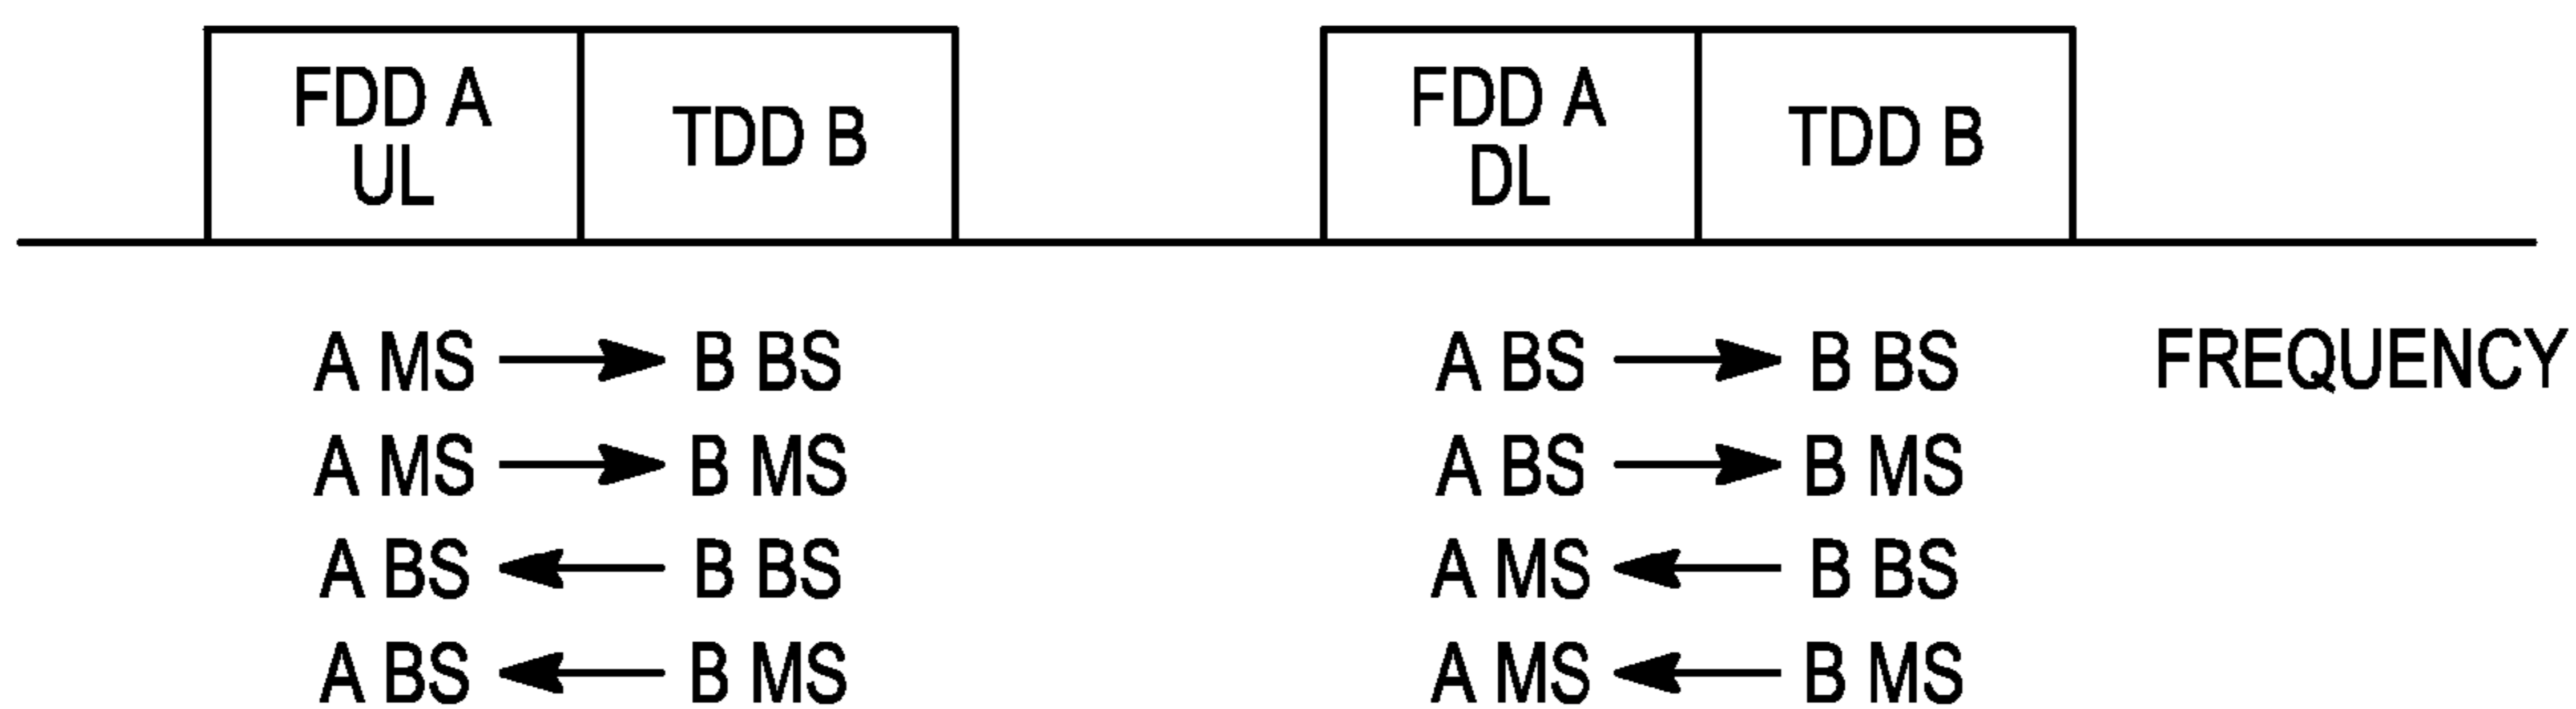 FDD A
UL
TDD B
FDD A
DL
TDD B
A MS → B BS
A MS → B MS
A BS ← B BS
A BS ← B MS
A BS → B BS
A BS → B MS
A MS ← B BS
A MS ← B MS
FREQUENCY